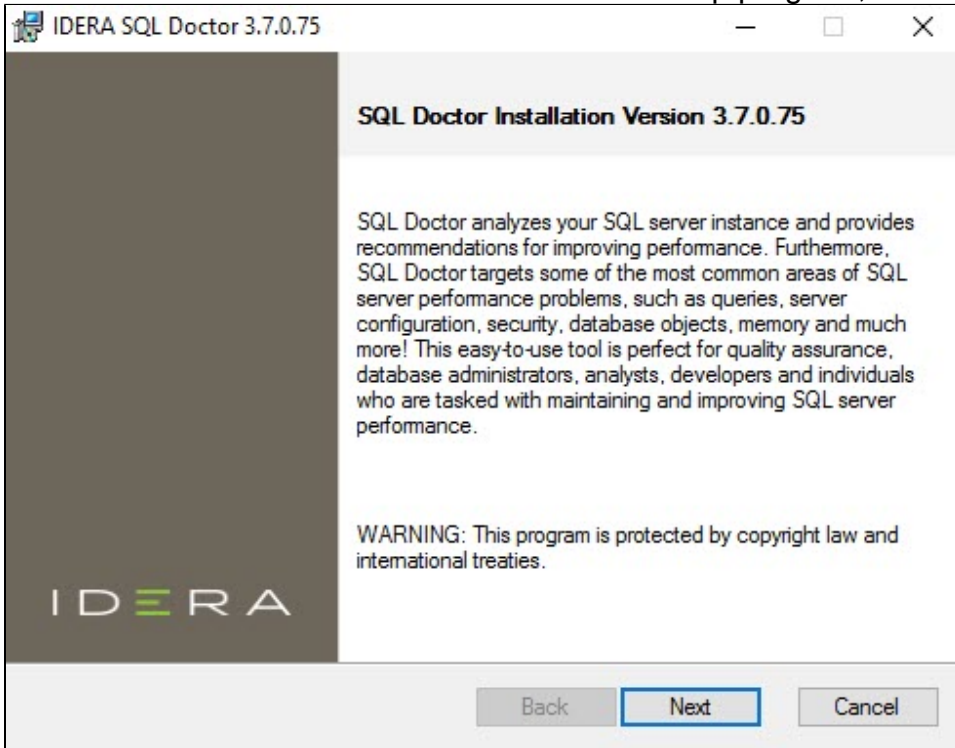 IDERA SQL Doctor 3.7.0.75
SQL Doctor Installation Version 3.7.0.75
SQL Doctor analyzes your SQL server instance and provides
recommendations for improving performance. Furthermore,
SQL Doctor targets some of the most common areas of SQL
server performance problems, such as queries, server
configuration, security, database objects, memory and much
more! This easy-to-use tool is perfect for quality assurance,
database administrators, analysts, developers and individuals
who are tasked with maintaining and improving SQL server
performance.
WARNING: This program is protected by copyright law and
international treaties.
IDERA
Back Next Cancel